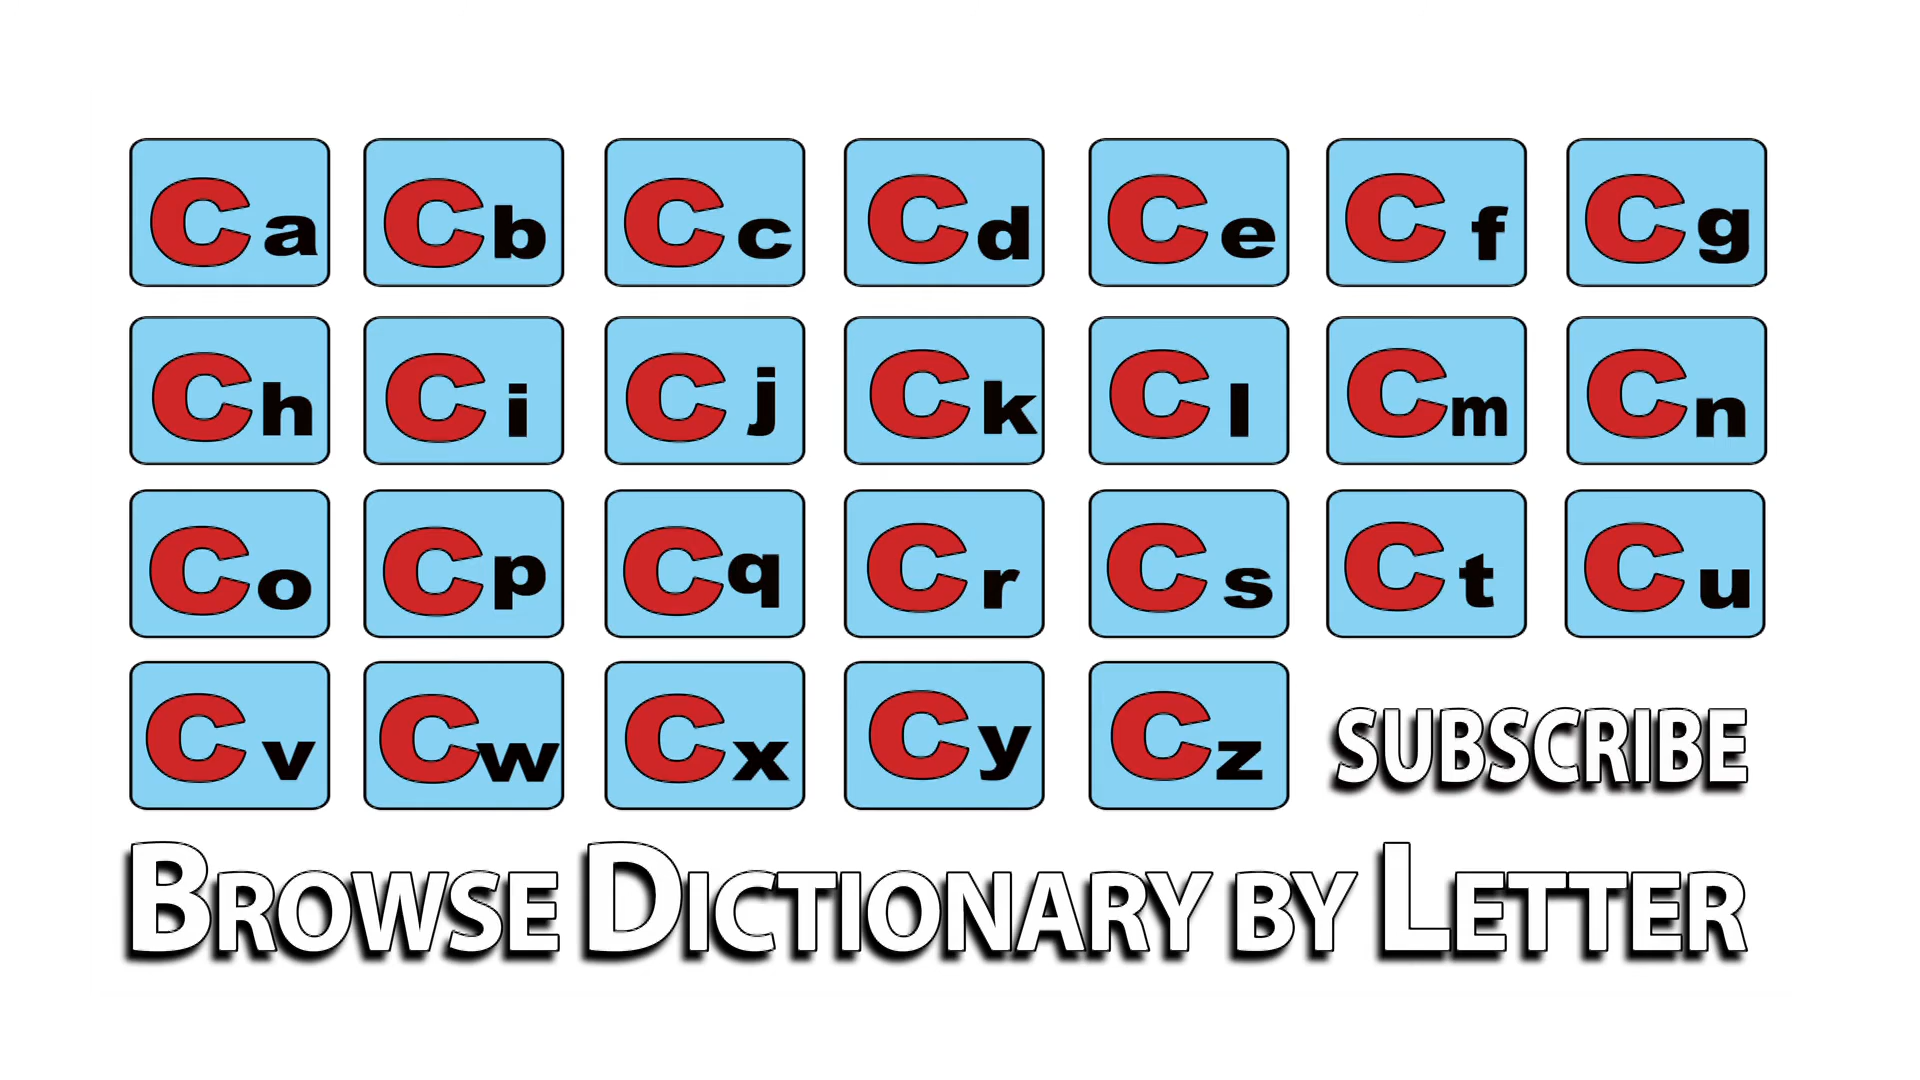 Ca Cb Cc Cd Ce Cf Cg
Ch Ci Cj Ck Cl Cm Cn
Co Cp Cq Cr Cs Ct Cu
Cv Cw Cx Cy Cz SUBSCRIBE
BROWSE DICTIONARY BY LETTER